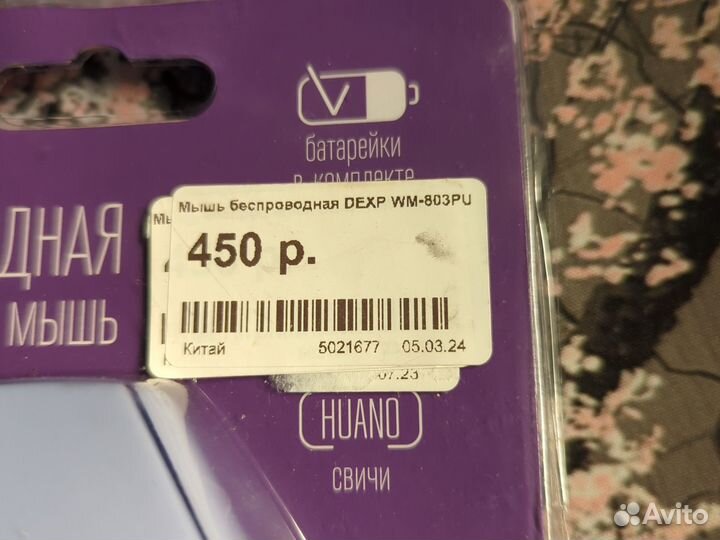 батарейки
в комплекте
Мышь беспроводная DEXP WM-803PU
Мы
450 р.
ДНАЯ
МЫШЬ
Китай 5021677 05.03.24
07.23
HUANO
свичи
Avito